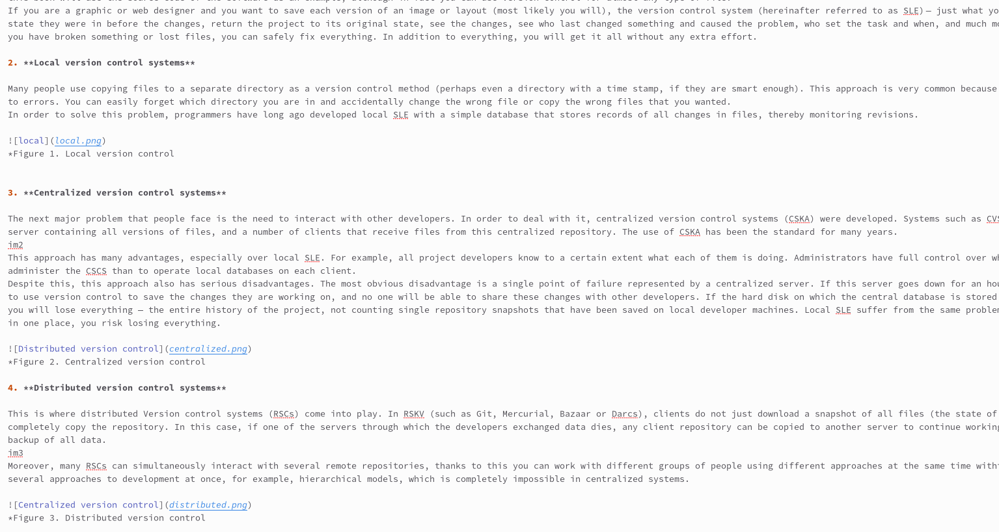 If you are a graphic or web designer and you want to save each version of an image or layout (most likely you will), the version control system (hereinafter referred to as SLE)— just what yo
state they were in before the changes, return the project to its original state, see the changes, see who last changed something and caused the problem, who set the task and when, and much mo
you have broken something or lost files, you can safely fix everything. In addition to everything, you will get it all without any extra effort.
2. **Local version control systems**
Many people use copying files to a separate directory as a version control method (perhaps even a directory with a time stamp, if they are smart enough). This approach is very common because
to errors. You can easily forget which directory you are in and accidentally change the wrong file or copy the wrong files that you wanted.
In order to solve this problem, programmers have long ago developed local SLE with a simple database that stores records of all changes in files, thereby monitoring revisions.
![local](local.png)
*Figure 1. Local version control
3. **Centralized version control systems**
The next major problem that people face is the need to interact with other developers. In order to deal with it, centralized version control systems (CSKA) were developed. Systems such as CVS
server containing all versions of files, and a number of clients that receive files from this centralized repository. The use of CSKA has been the standard for many years.
im2
This approach has many advantages, especially over local SLE. For example, all project developers know to a certain extent what each of them is doing. Administrators have full control over wh
administer the CSCS than to operate local databases on each client.
Despite this, this approach also has serious disadvantages. The most obvious disadvantage is a single point of failure represented by a centralized server. If this server goes down for an hou
to use version control to save the changes they are working on, and no one will be able to share these changes with other developers. If the hard disk on which the central database is stored
you will lose everything — the entire history of the project, not counting single repository snapshots that have been saved on local developer machines. Local SLE suffer from the same problem
in one place, you risk losing everything.
![Distributed version control](centralized.png)
*Figure 2. Centralized version control
4. **Distributed version control systems**
This is where distributed Version control systems (RSCs) come into play. In RSKV (such as Git, Mercurial, Bazaar or Darcs), clients do not just download a snapshot of all files (the state of
completely copy the repository. In this case, if one of the servers through which the developers exchanged data dies, any client repository can be copied to another server to continue working
backup of all data.
im3
Moreover, many RSCs can simultaneously interact with several remote repositories, thanks to this you can work with different groups of people using different approaches at the same time with
several approaches to development at once, for example, hierarchical models, which is completely impossible in centralized systems.
![Centralized version control](distributed.png)
*Figure 3. Distributed version control